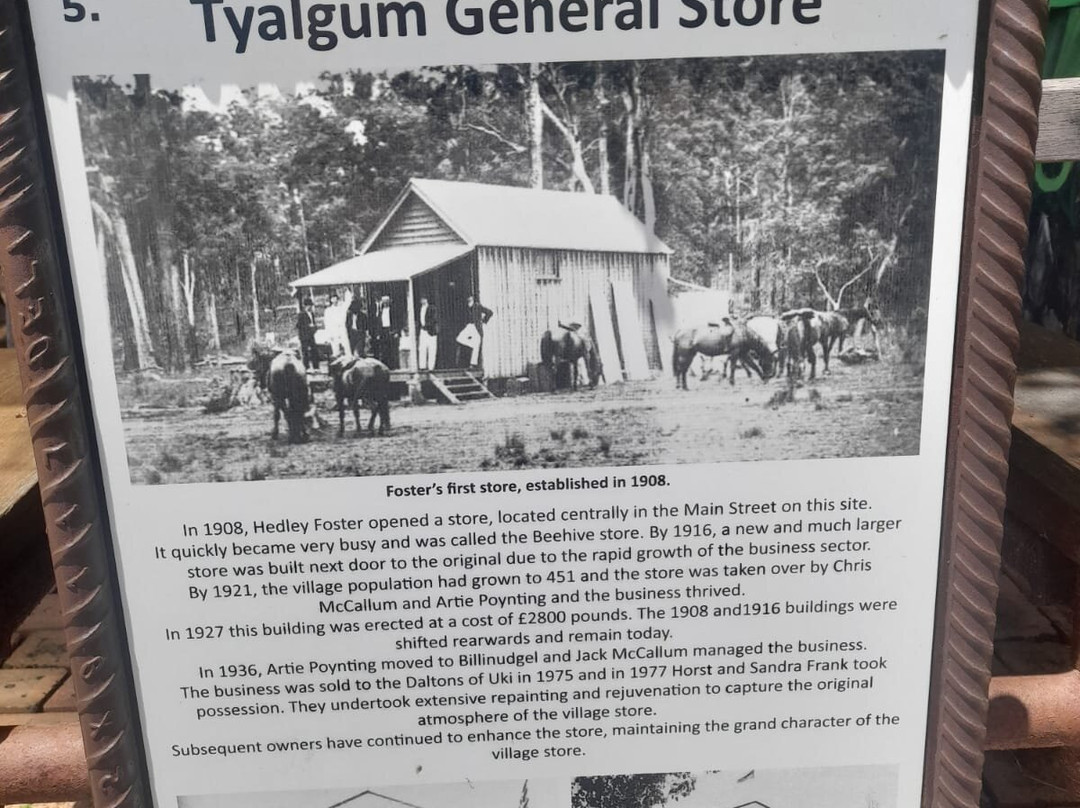 5. Tyalgum General Store
Foster's first store, established in 1908.
In 1908, Hedley Foster opened a store, located centrally in the Main Street on this site.
It quickly became very busy and was called the Beehive store. By 1916, a new and much larger
store was built next door to the original due to the rapid growth of the business sector.
By 1921, the village population had grown to 451 and the store was taken over by Chris
McCallum and Artie Poynting and the business thrived.
In 1927 this building was erected at a cost of £2800 pounds. The 1908 and1916 buildings were
shifted rearwards and remain today.
In 1936, Artie Poynting moved to Billinudgel and Jack McCallum managed the business.
The business was sold to the Daltons of Uki in 1975 and in 1977 Horst and Sandra Frank took
possession. They undertook extensive repainting and rejuvenation to capture the original
atmosphere of the village store.
Subsequent owners have continued to enhance the store, maintaining the grand character of the
village store.